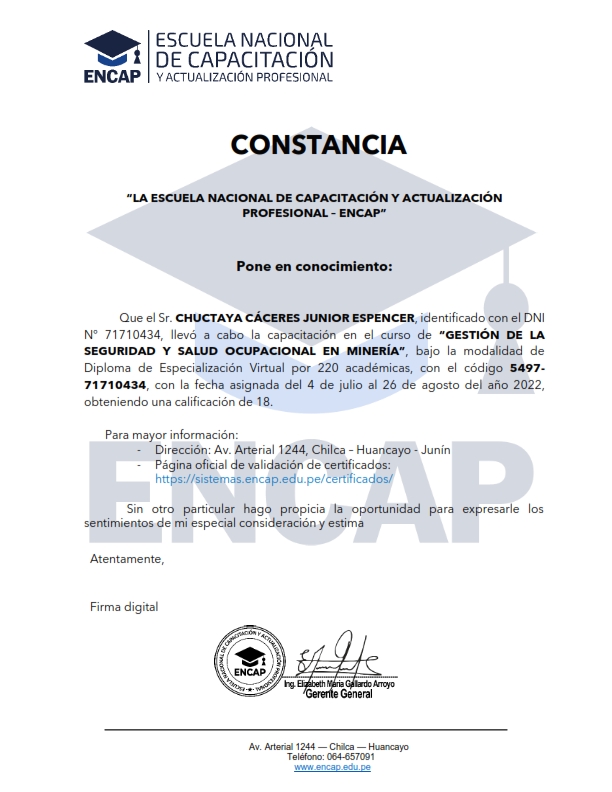 ENCAP
ESCUELA NACIONAL
DE CAPACITACIÓN
Y ACTUALIZACIÓN PROFESIONAL
CONSTANCIA
“LA ESCUELA NACIONAL DE CAPACITACIÓN Y ACTUALIZACIÓN
PROFESIONAL – ENCAP”
Pone en conocimiento:
Que el Sr. CHUCTAYA CÁCERES JUNIOR ESPENCER, identificado con el DNI
N° 71710434, llevó a cabo la capacitación en el curso de “GESTIÓN DE LA
SEGURIDAD Y SALUD OCUPACIONAL EN MINERÍA”, bajo la modalidad de
Diploma de Especialización Virtual por 220 académicas, con el código 5497-
71710434, con la fecha asignada del 4 de julio al 26 de agosto del año 2022,
obteniendo una calificación de 18.
Para mayor información:
- Dirección: Av. Arterial 1244, Chilca – Huancayo - Junín
- Página oficial de validación de certificados:
https://sistemas.encap.edu.pe/certificados/
ENCAP
Sin otro particular hago propicia la oportunidad para expresarle los
sentimientos de mi especial consideración y estima
Atentamente,
Firma digital
ESCUELA NACIONAL DE CAPACITACIÓN Y ACTUALIZACIÓN PROFESIONAL
ENCAP
Ing. Elizabeth Maria Gallardo Arroyo
Gerente General
Av. Arterial 1244 — Chilca — Huancayo
Teléfono: 064-657091
www.encap.edu.pe